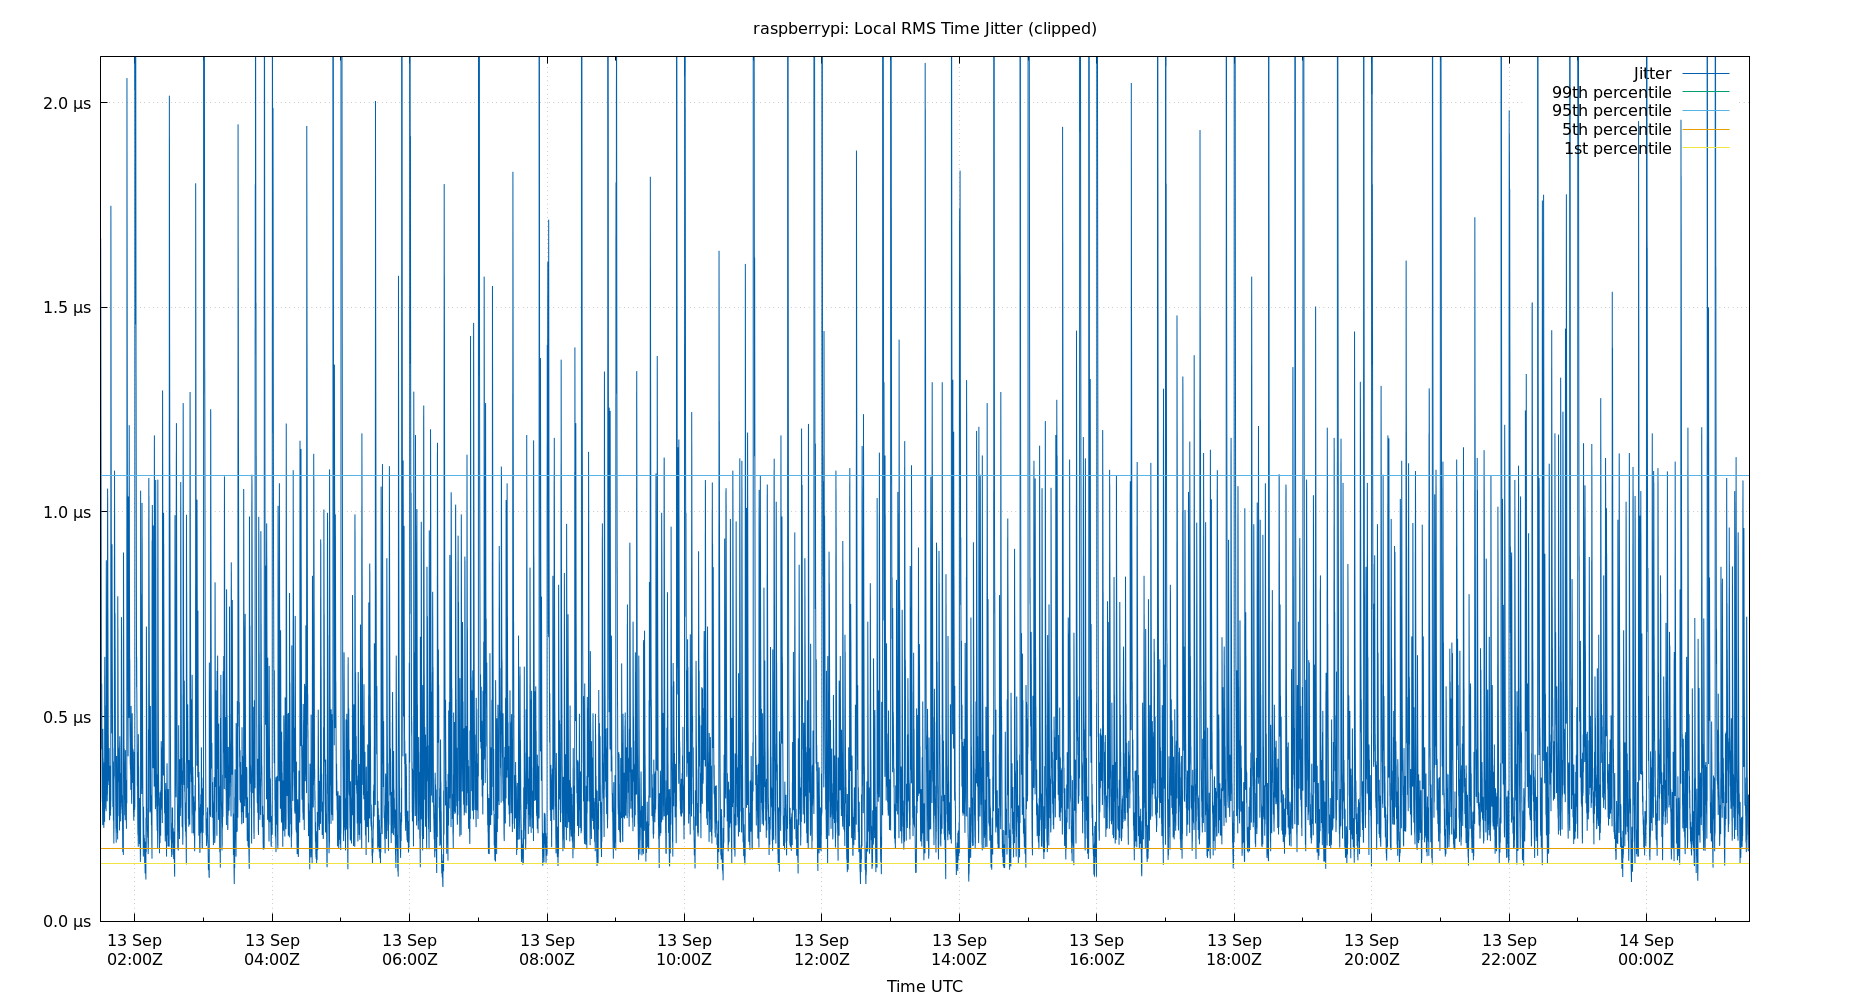 raspberrypi: Local RMS Time Jitter (clipped)
Jitter
99th percentile
95th percentile
5th percentile
1st percentile
2.0 µs
1.5 µs
1.0 µs
0.5 µs
0.0 µs
13 Sep 13 Sep 13 Sep 13 Sep 13 Sep 13 Sep 13 Sep 13 Sep 13 Sep 13 Sep 13 Sep 14 Sep
02:00Z 04:00Z 06:00Z 08:00Z 10:00Z 12:00Z 14:00Z 16:00Z 18:00Z 20:00Z 22:00Z 00:00Z
Time UTC